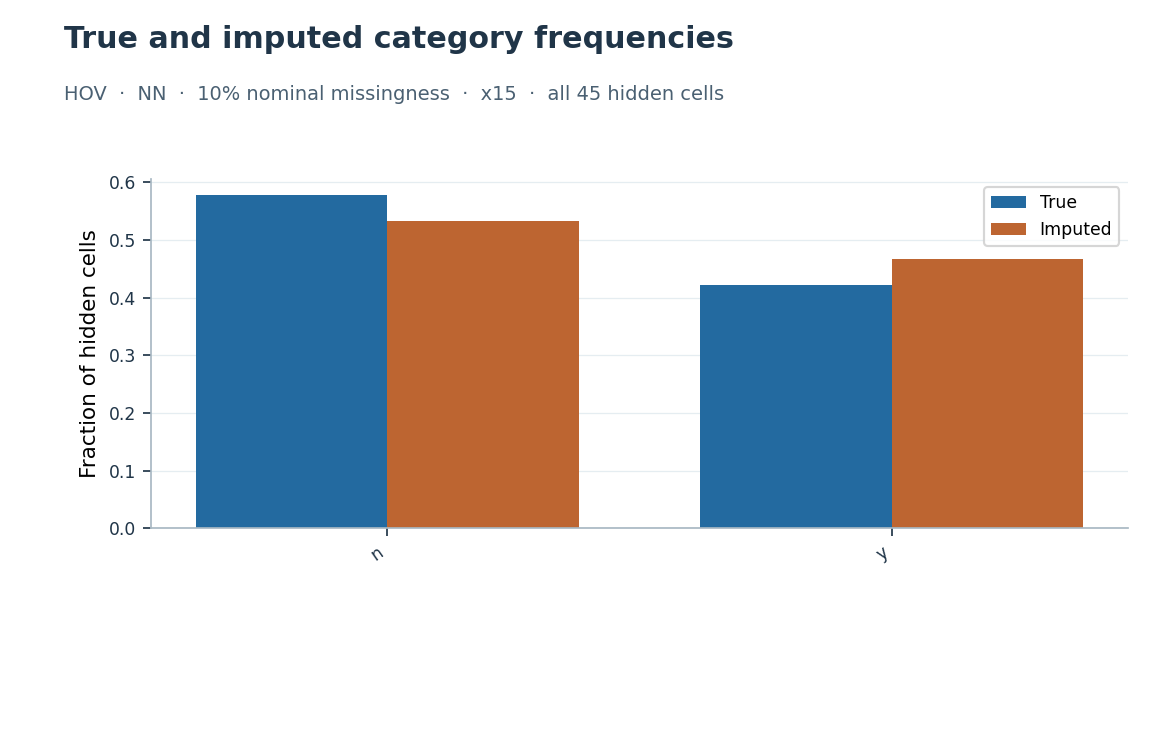 True and imputed category frequencies
HOV · NN · 10% nominal missingness · x15 · all 45 hidden cells
Fraction of hidden cells
0.6
0.5
0.4
0.3
0.2
0.1
0.0
True
Imputed
n
y